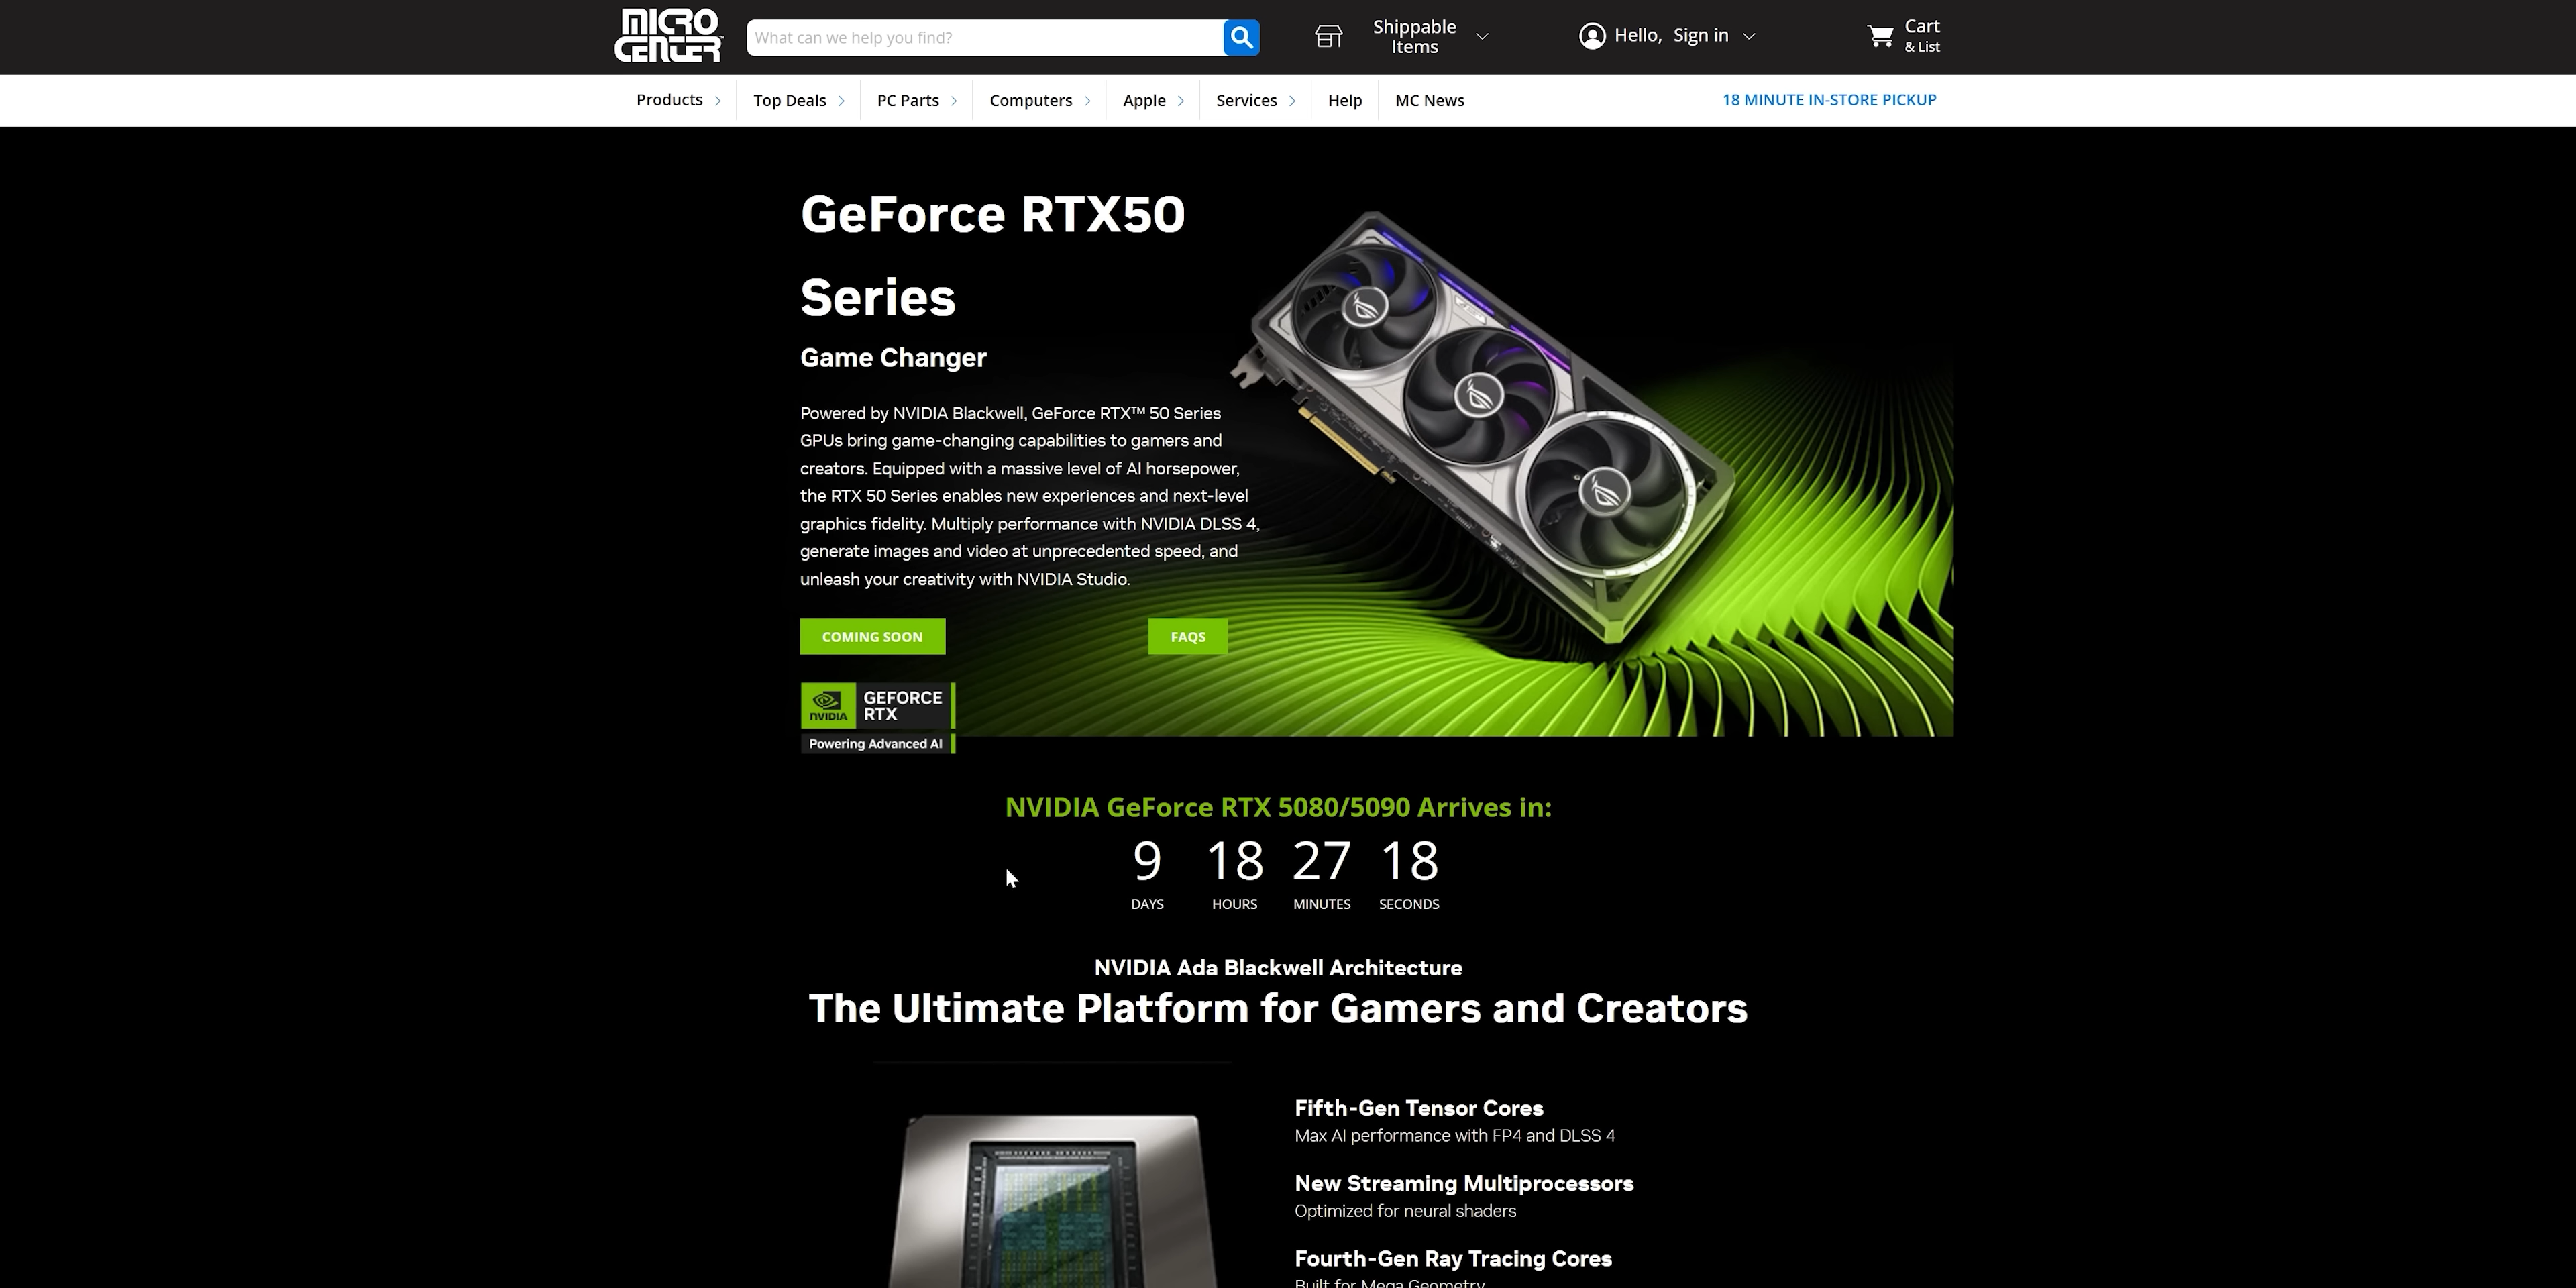 MICRO
CENTER
What can we help you find?
Shippable
Items
Hello, Sign in
Cart
& List
Products
Top Deals
PC Parts
Computers
Apple
Services
Help
MC News
18 MINUTE IN-STORE PICKUP
GeForce RTX50
Series
Game Changer
Powered by NVIDIA Blackwell, GeForce RTX™ 50 Series
GPUs bring game-changing capabilities to gamers and
creators. Equipped with a massive level of AI horsepower,
the RTX 50 Series enables new experiences and next-level
graphics fidelity. Multiply performance with NVIDIA DLSS 4,
generate images and video at unprecedented speed, and
unleash your creativity with NVIDIA Studio.
COMING SOON
FAQS
NVIDIA
GEFORCE
RTX
Powering Advanced AI
NVIDIA GeForce RTX 5080/5090 Arrives in:
9 18 27 18
DAYS HOURS MINUTES SECONDS
NVIDIA Ada Blackwell Architecture
The Ultimate Platform for Gamers and Creators
Fifth-Gen Tensor Cores
Max AI performance with FP4 and DLSS 4
New Streaming Multiprocessors
Optimized for neural shaders
Fourth-Gen Ray Tracing Cores
Built for Mega Geometry